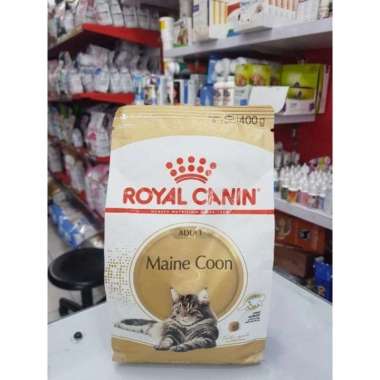 400g
ROYAL CANIN
ADULT
Maine Coon